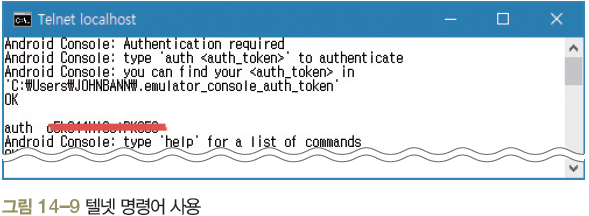 Telnet localhost
Android Console: Authentication required
Android Console: type 'auth <auth_token>' to authenticate
Android Console: you can find your <auth_token> in
'C:₩Users₩JOHNBANN₩.emulator_console_auth_token'
OK
auth
Android Console: type 'help' for a list of commands
그림 14-9 텔넷 명령어 사용